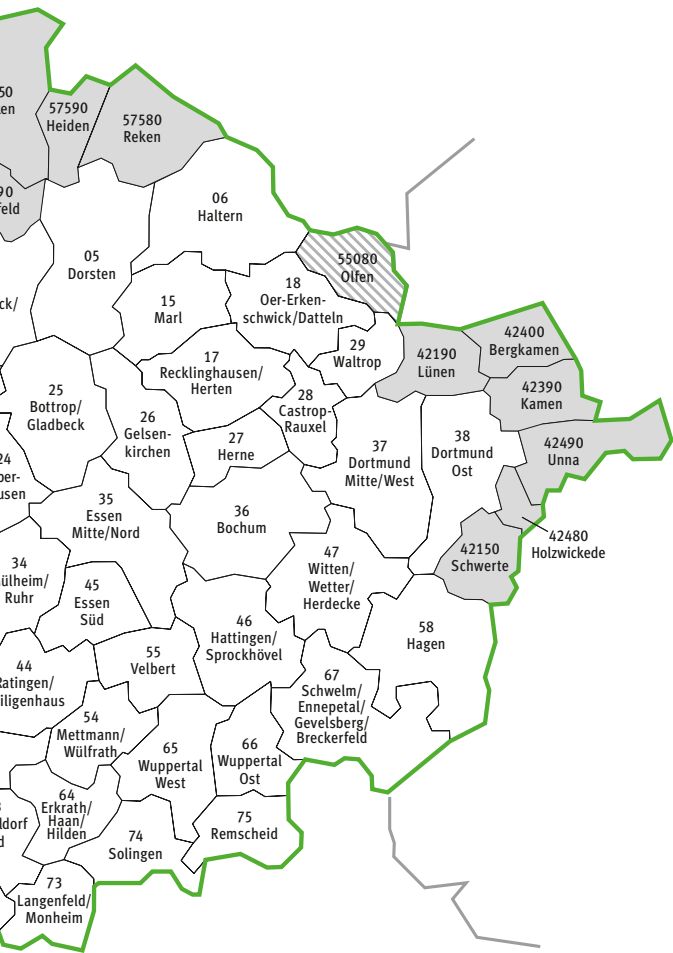 50
57590
Heiden
57580
Reken
06
Haltern
05
Dorsten
55080
Olfen
18
Oer-Erken-
schwick/Datteln
15
Marl
29
Waltrop
42400
Bergkamen
42190
Lünen
42390
Kamen
17
Recklinghausen/
Herten
28
Castrop-
Rauxel
25
Bottrop/
Gladbeck
26
Gelsen-
kirchen
27
Herne
37
Dortmund
Mitte/West
38
Dortmund
Ost
42490
Unna
24
35
Essen
Mitte/Nord
36
Bochum
42480
Holzwickede
42150
Schwerte
47
Witten/
Wetter/
Herdecke
34
Ruhr
45
Essen
Süd
46
Hattingen/
Sprockhövel
58
Hagen
44
55
Velbert
67
Schwelm/
Ennepetal/
Gevelsberg/
Breckerfeld
54
Mettmann/
Wülfrath
65
Wuppertal
West
66
Wuppertal
Ost
64
Erkrath/
Haan/
Hilden
74
Solingen
75
Remscheid
73
Langenfeld/
Monheim